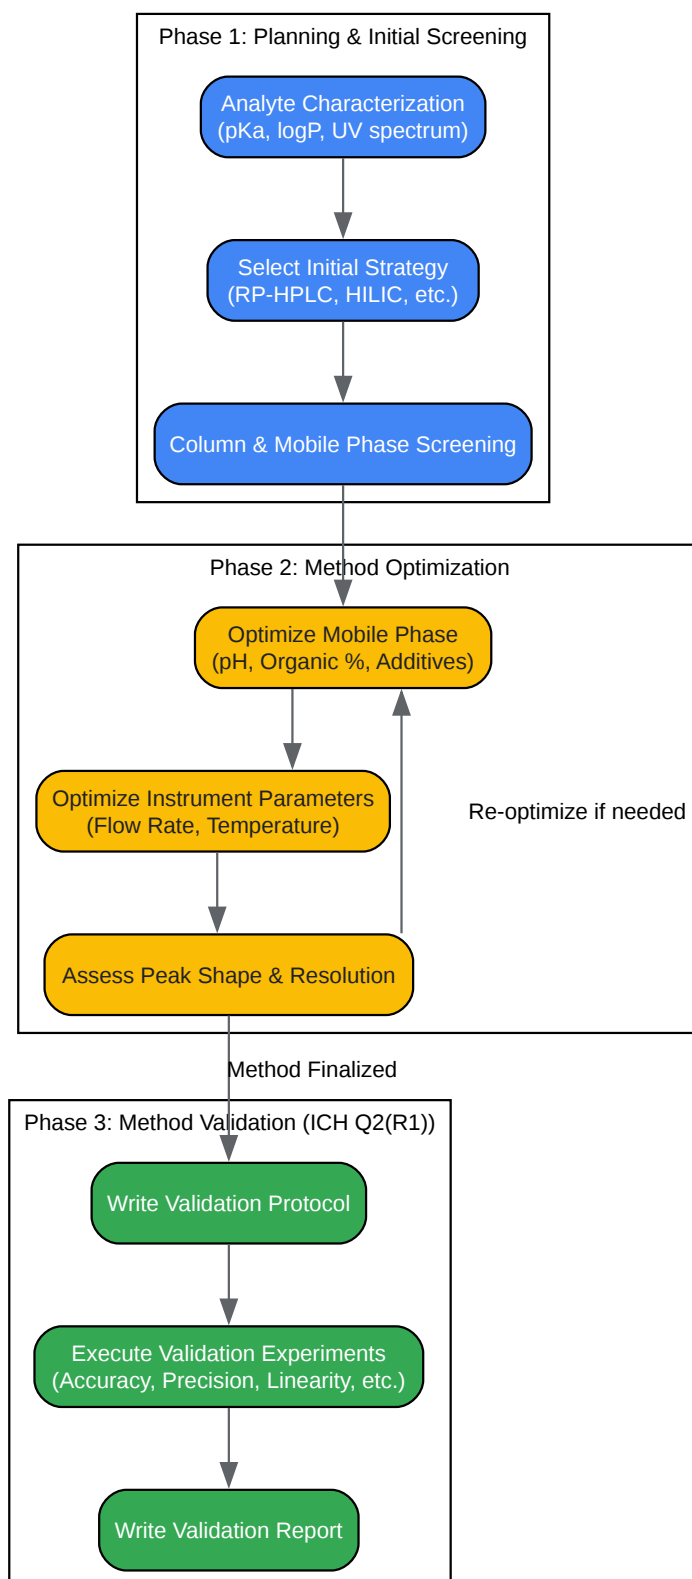 Phase 1: Planning & Initial Screening
Analyte Characterization
(pKa, logP, UV spectrum)
Select Initial Strategy
(RP-HPLC, HILIC, etc.)
Column & Mobile Phase Screening
Phase 2: Method Optimization
Optimize Mobile Phase
(pH, Organic %, Additives)
Optimize Instrument Parameters
(Flow Rate, Temperature)
Re-optimize if needed
Assess Peak Shape & Resolution
Method Finalized
Phase 3: Method Validation (ICH Q2(R1))
Write Validation Protocol
Execute Validation Experiments
(Accuracy, Precision, Linearity, etc.)
Write Validation Report